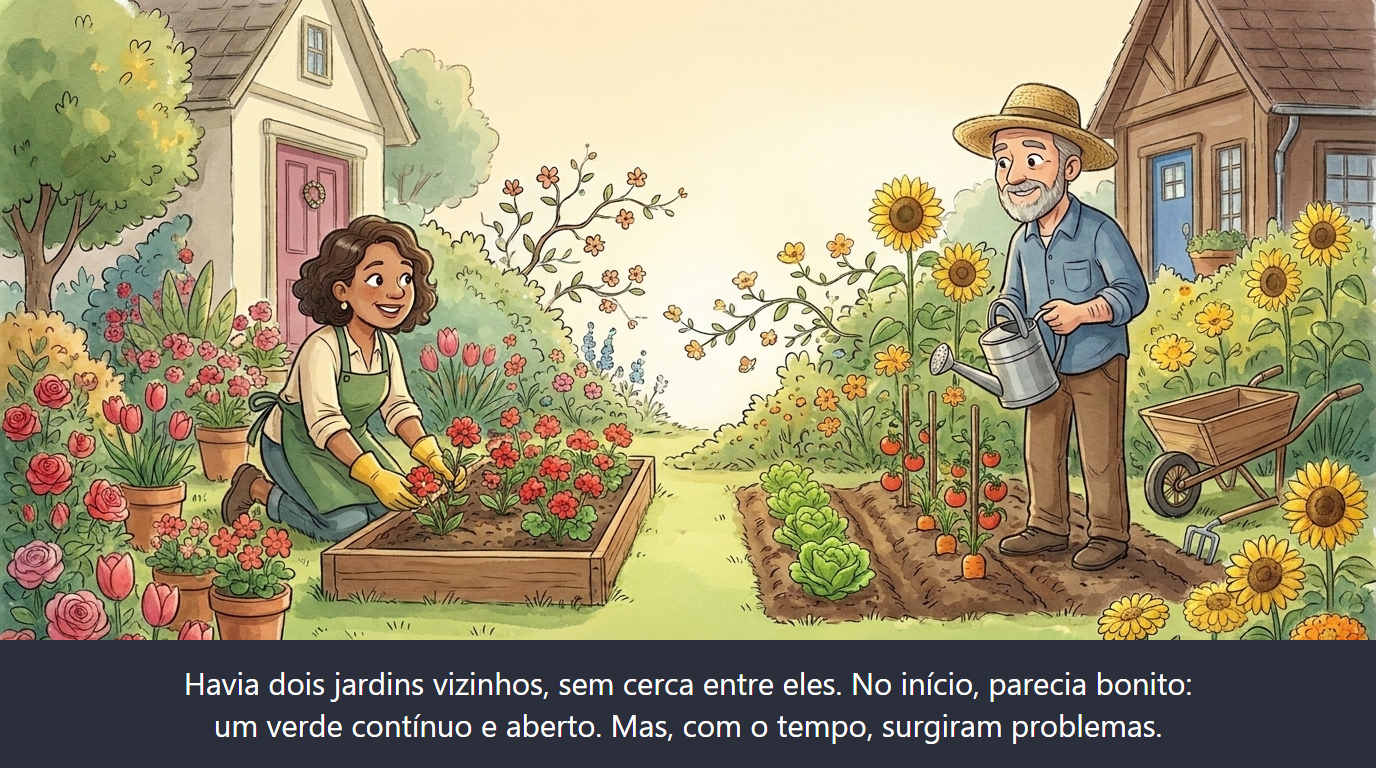 Havia dois jardins vizinhos, sem cerca entre eles. No início, parecia bonito:
um verde contínuo e aberto. Mas, com o tempo, surgiram problemas.